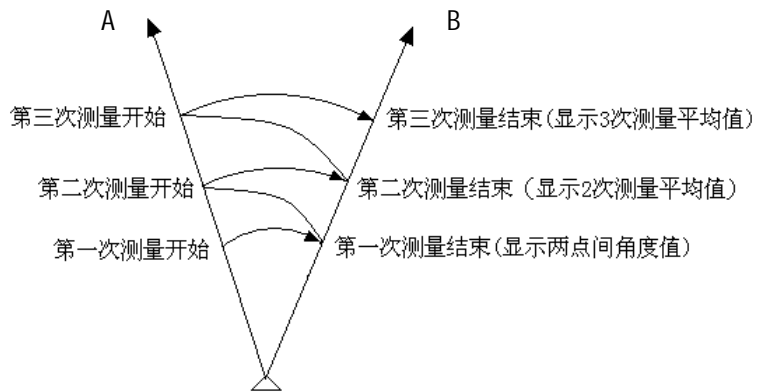 A B
第三次测量开始 第三次测量结束(显示3次测量平均值)
第二次测量开始 第二次测量结束(显示2次测量平均值)
第一次测量开始 第一次测量结束(显示两点间角度值)